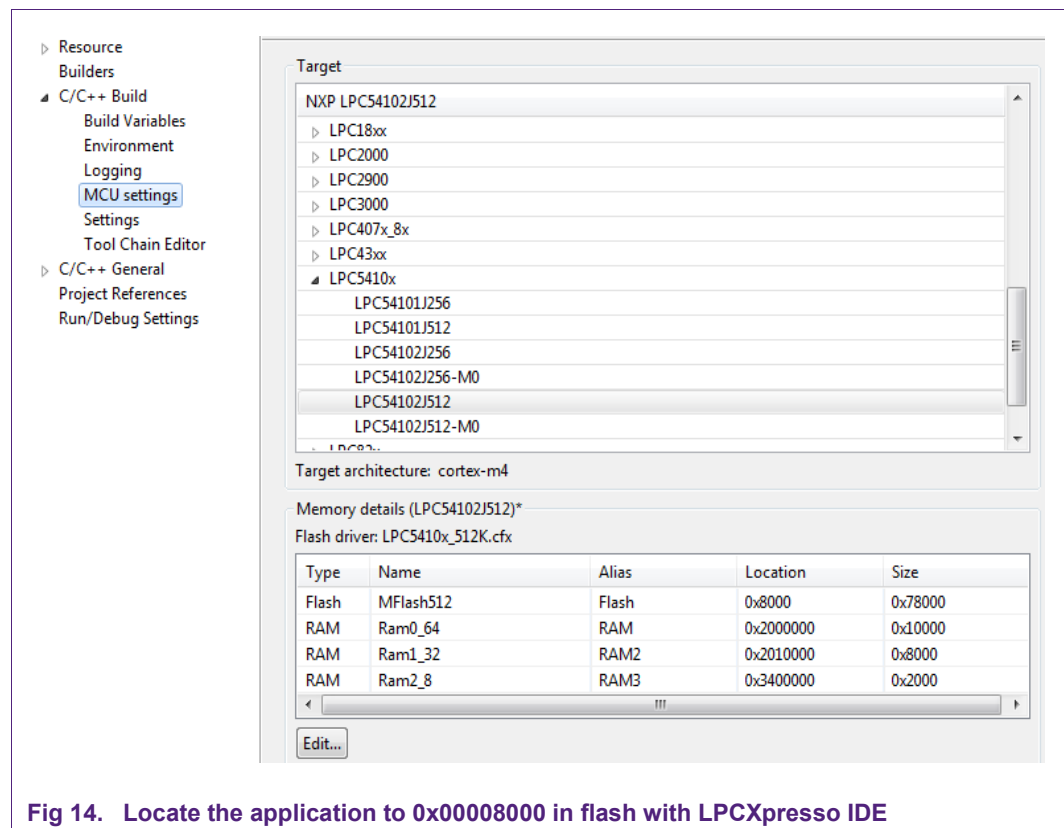 Resource
Builders
C/C++ Build
Build Variables
Environment
Logging
MCU settings
Settings
Tool Chain Editor
C/C++ General
Project References
Run/Debug Settings
Target
NXP LPC54102J512
LPC18xx
LPC2000
LPC2900
LPC3000
LPC407x_8x
LPC43xx
LPC5410x
LPC54101J256
LPC54101J512
LPC54102J256
LPC54102J256-M0
LPC54102J512
LPC54102J512-M0
Target architecture: cortex-m4
Memory details (LPC54102J512)*
Flash driver: LPC5410x_512K.cfx
Type Name Alias Location Size
Flash MFlash512 Flash 0x8000 0x78000
RAM Ram0_64 RAM 0x2000000 0x10000
RAM Ram1_32 RAM2 0x2010000 0x8000
RAM Ram2_8 RAM3 0x3400000 0x2000
Edit...
Fig 14. Locate the application to 0x00008000 in flash with LPCXpresso IDE